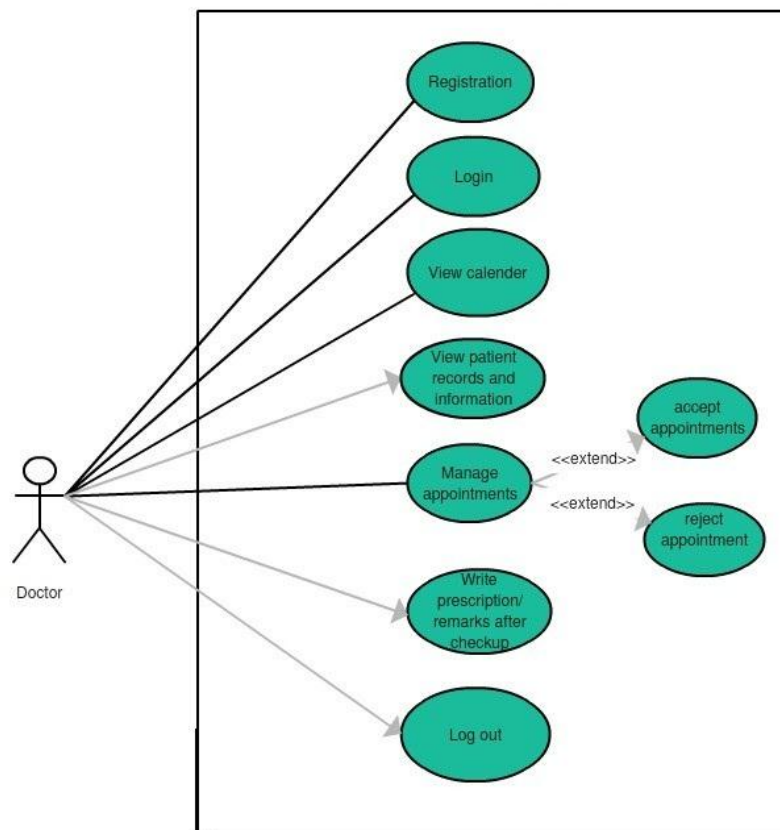 Registration
Login
View calender
View patient
records and
information
accept
appointments
<<extend>>
Manage
appointments
<<extend>>
reject
appointment
Doctor
Write
prescription/
remarks after
checkup
Log out